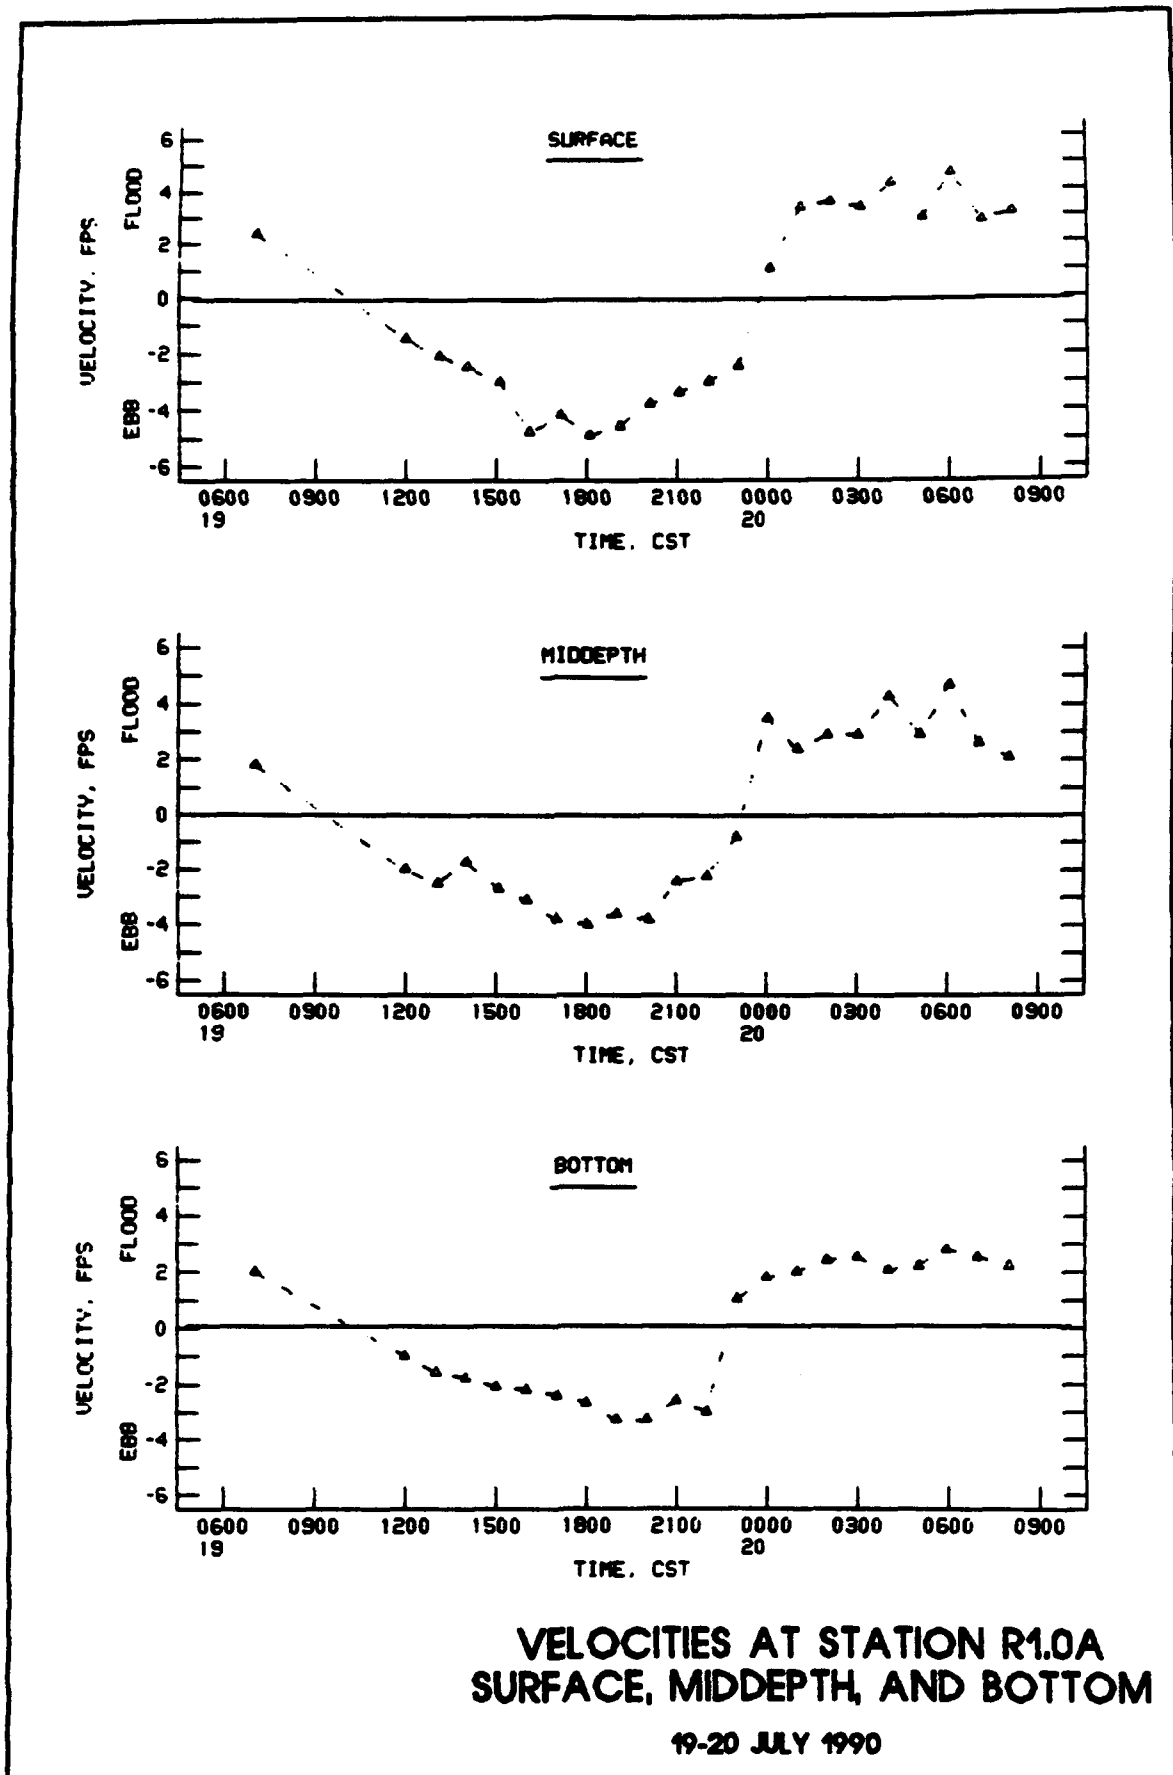 SURFACE
6
4
2
0
-2
-4
-6
FLOOD
EBB
VELOCITY, FPS
0600 0900 1200 1500 1800 2100 0000 0300 0600 0900
19 20
TIME, CST
MIDDEPTH
6
4
2
0
-2
-4
-6
FLOOD
EBB
VELOCITY, FPS
0600 0900 1200 1500 1800 2100 0000 0300 0600 0900
19 20
TIME, CST
BOTTOM
6
4
2
0
-2
-4
-6
FLOOD
EBB
VELOCITY, FPS
0600 0900 1200 1500 1800 2100 0000 0300 0600 0900
19 20
TIME, CST
VELOCITIES AT STATION R1.0A
SURFACE, MIDDEPTH, AND BOTTOM
19-20 JULY 1990